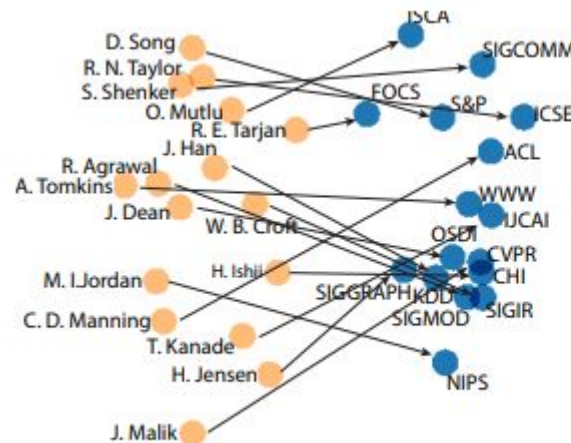 ISCA
D. Song
SIGCOMM
R. N. Taylor
S. Shenker
FOCS
O. Mutlu
S&P
ICSE
R. E. Tarjan
J. Han
ACL
R. Agrawal
A. Tomkins
WWW
J. Dean
IJCAI
W. B. Croft
OSDI
CVPR
H. Ishii
CHI
M. I.Jordan
SIGGRAPH
KDD
SIGIR
SIGMOD
C. D. Manning
T. Kanade
H. Jensen
NIPS
J. Malik